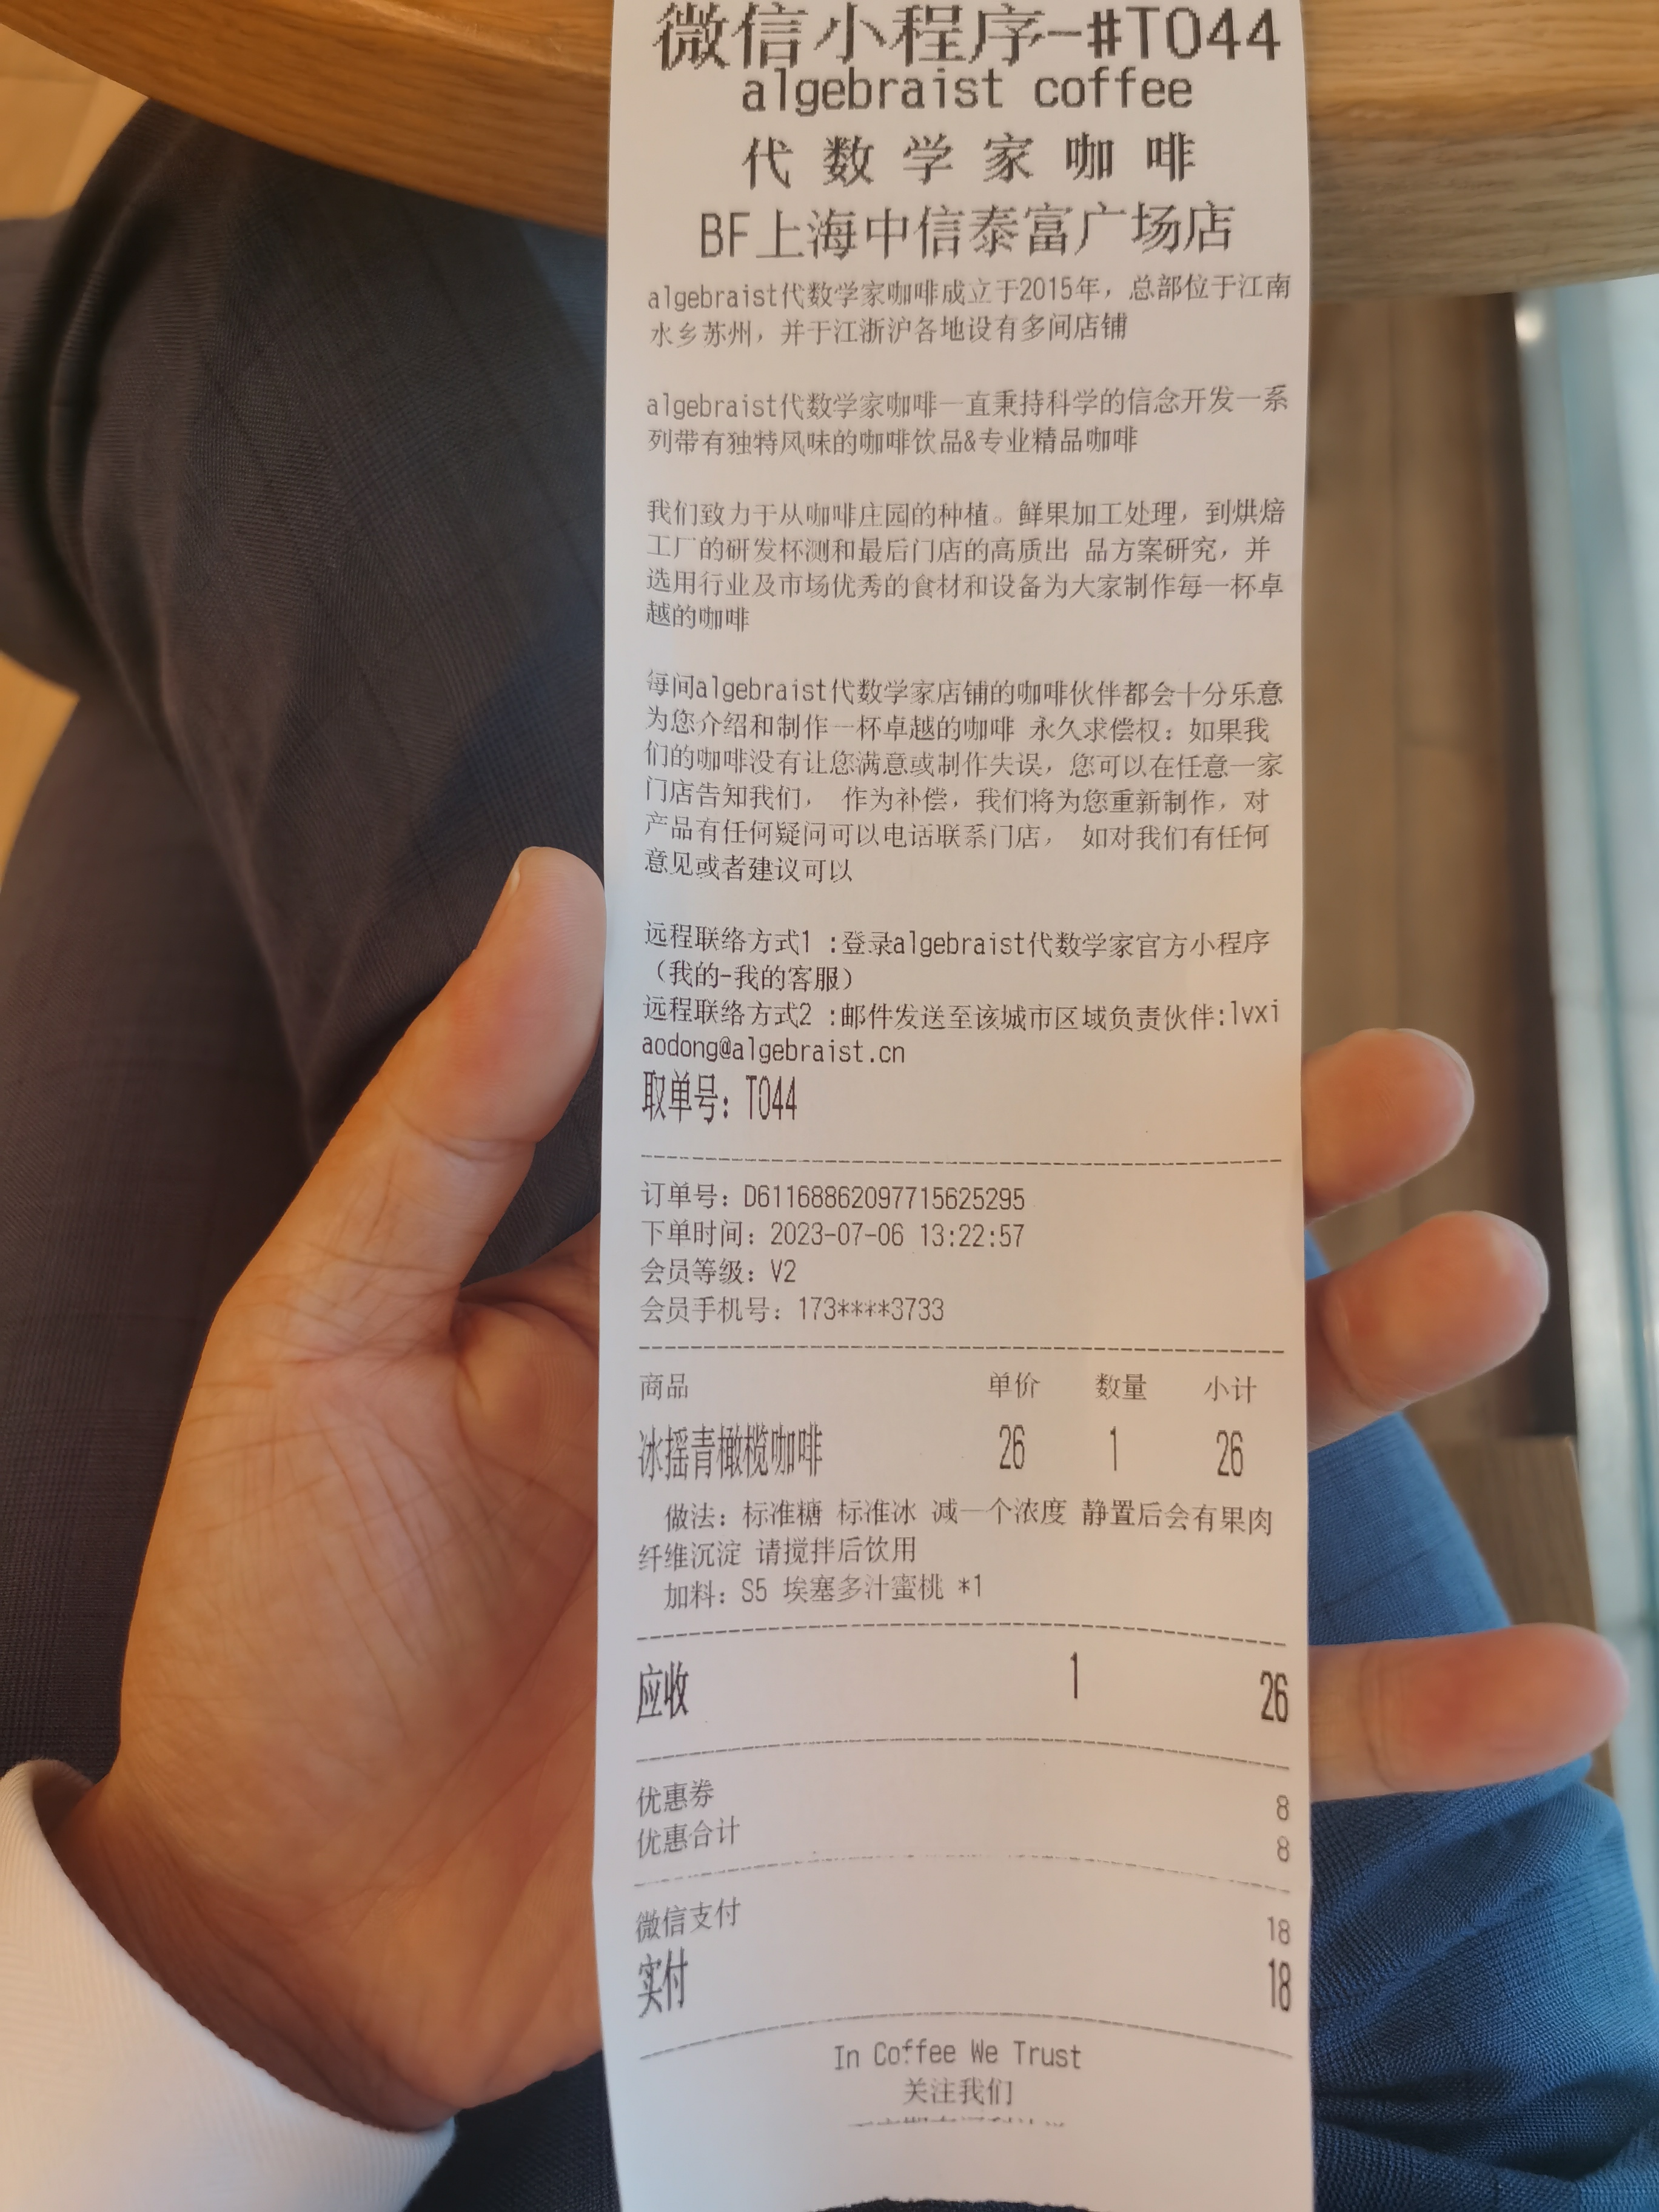 微信小程序-#T044
algebraist coffee
代数学家咖啡
BF上海中信泰富广场店
algebraist代数学家咖啡成立于2015年，总部位于江南
水乡苏州，并于江浙沪各地设有多间店铺
algebraist代数学家咖啡一直秉持科学的信念开发一系
列带有独特风味的咖啡饮品&专业精品咖啡
我们致力于从咖啡庄园的种植。鲜果加工处理，到烘焙
工厂的研发杯测和最后门店的高质出 品方案研究，并
选用行业及市场优秀的食材和设备为大家制作每一杯卓
越的咖啡
每间algebraist代数学家店铺的咖啡伙伴都会十分乐意
为您介绍和制作一杯卓越的咖啡 永久求偿权：如果我
们的咖啡没有让您满意或制作失误，您可以在任意一家
门店告知我们， 作为补偿，我们将为您重新制作，对
产品有任何疑问可以电话联系门店， 如对我们有任何
意见或者建议可以
远程联络方式1 :登录algebraist代数学家官方小程序
（我的-我的客服）
远程联络方式2 :邮件发送至该城市区域负责伙伴:lvxi
aodong@algebraist.cn
取单号：T044
订单号：D61168862097715625295
下单时间：2023-07-06 13:22:57
会员等级：V2
会员手机号：173****3733
商品 单价 数量 小计
冰摇青橄榄咖啡 26 1 26
做法：标准糖 标准冰 减一个浓度 静置后会有果肉
纤维沉淀 请搅拌后饮用
加料：S5 埃塞多汁蜜桃 *1
应收 1 26
优惠券 8
优惠合计 8
微信支付 18
实付 18
In Coffee We Trust
关注我们